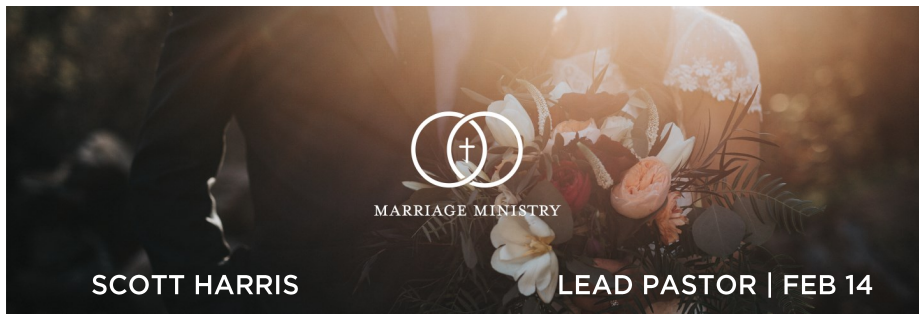 MARRIAGE MINISTRY
SCOTT HARRIS
LEAD PASTOR | FEB 14